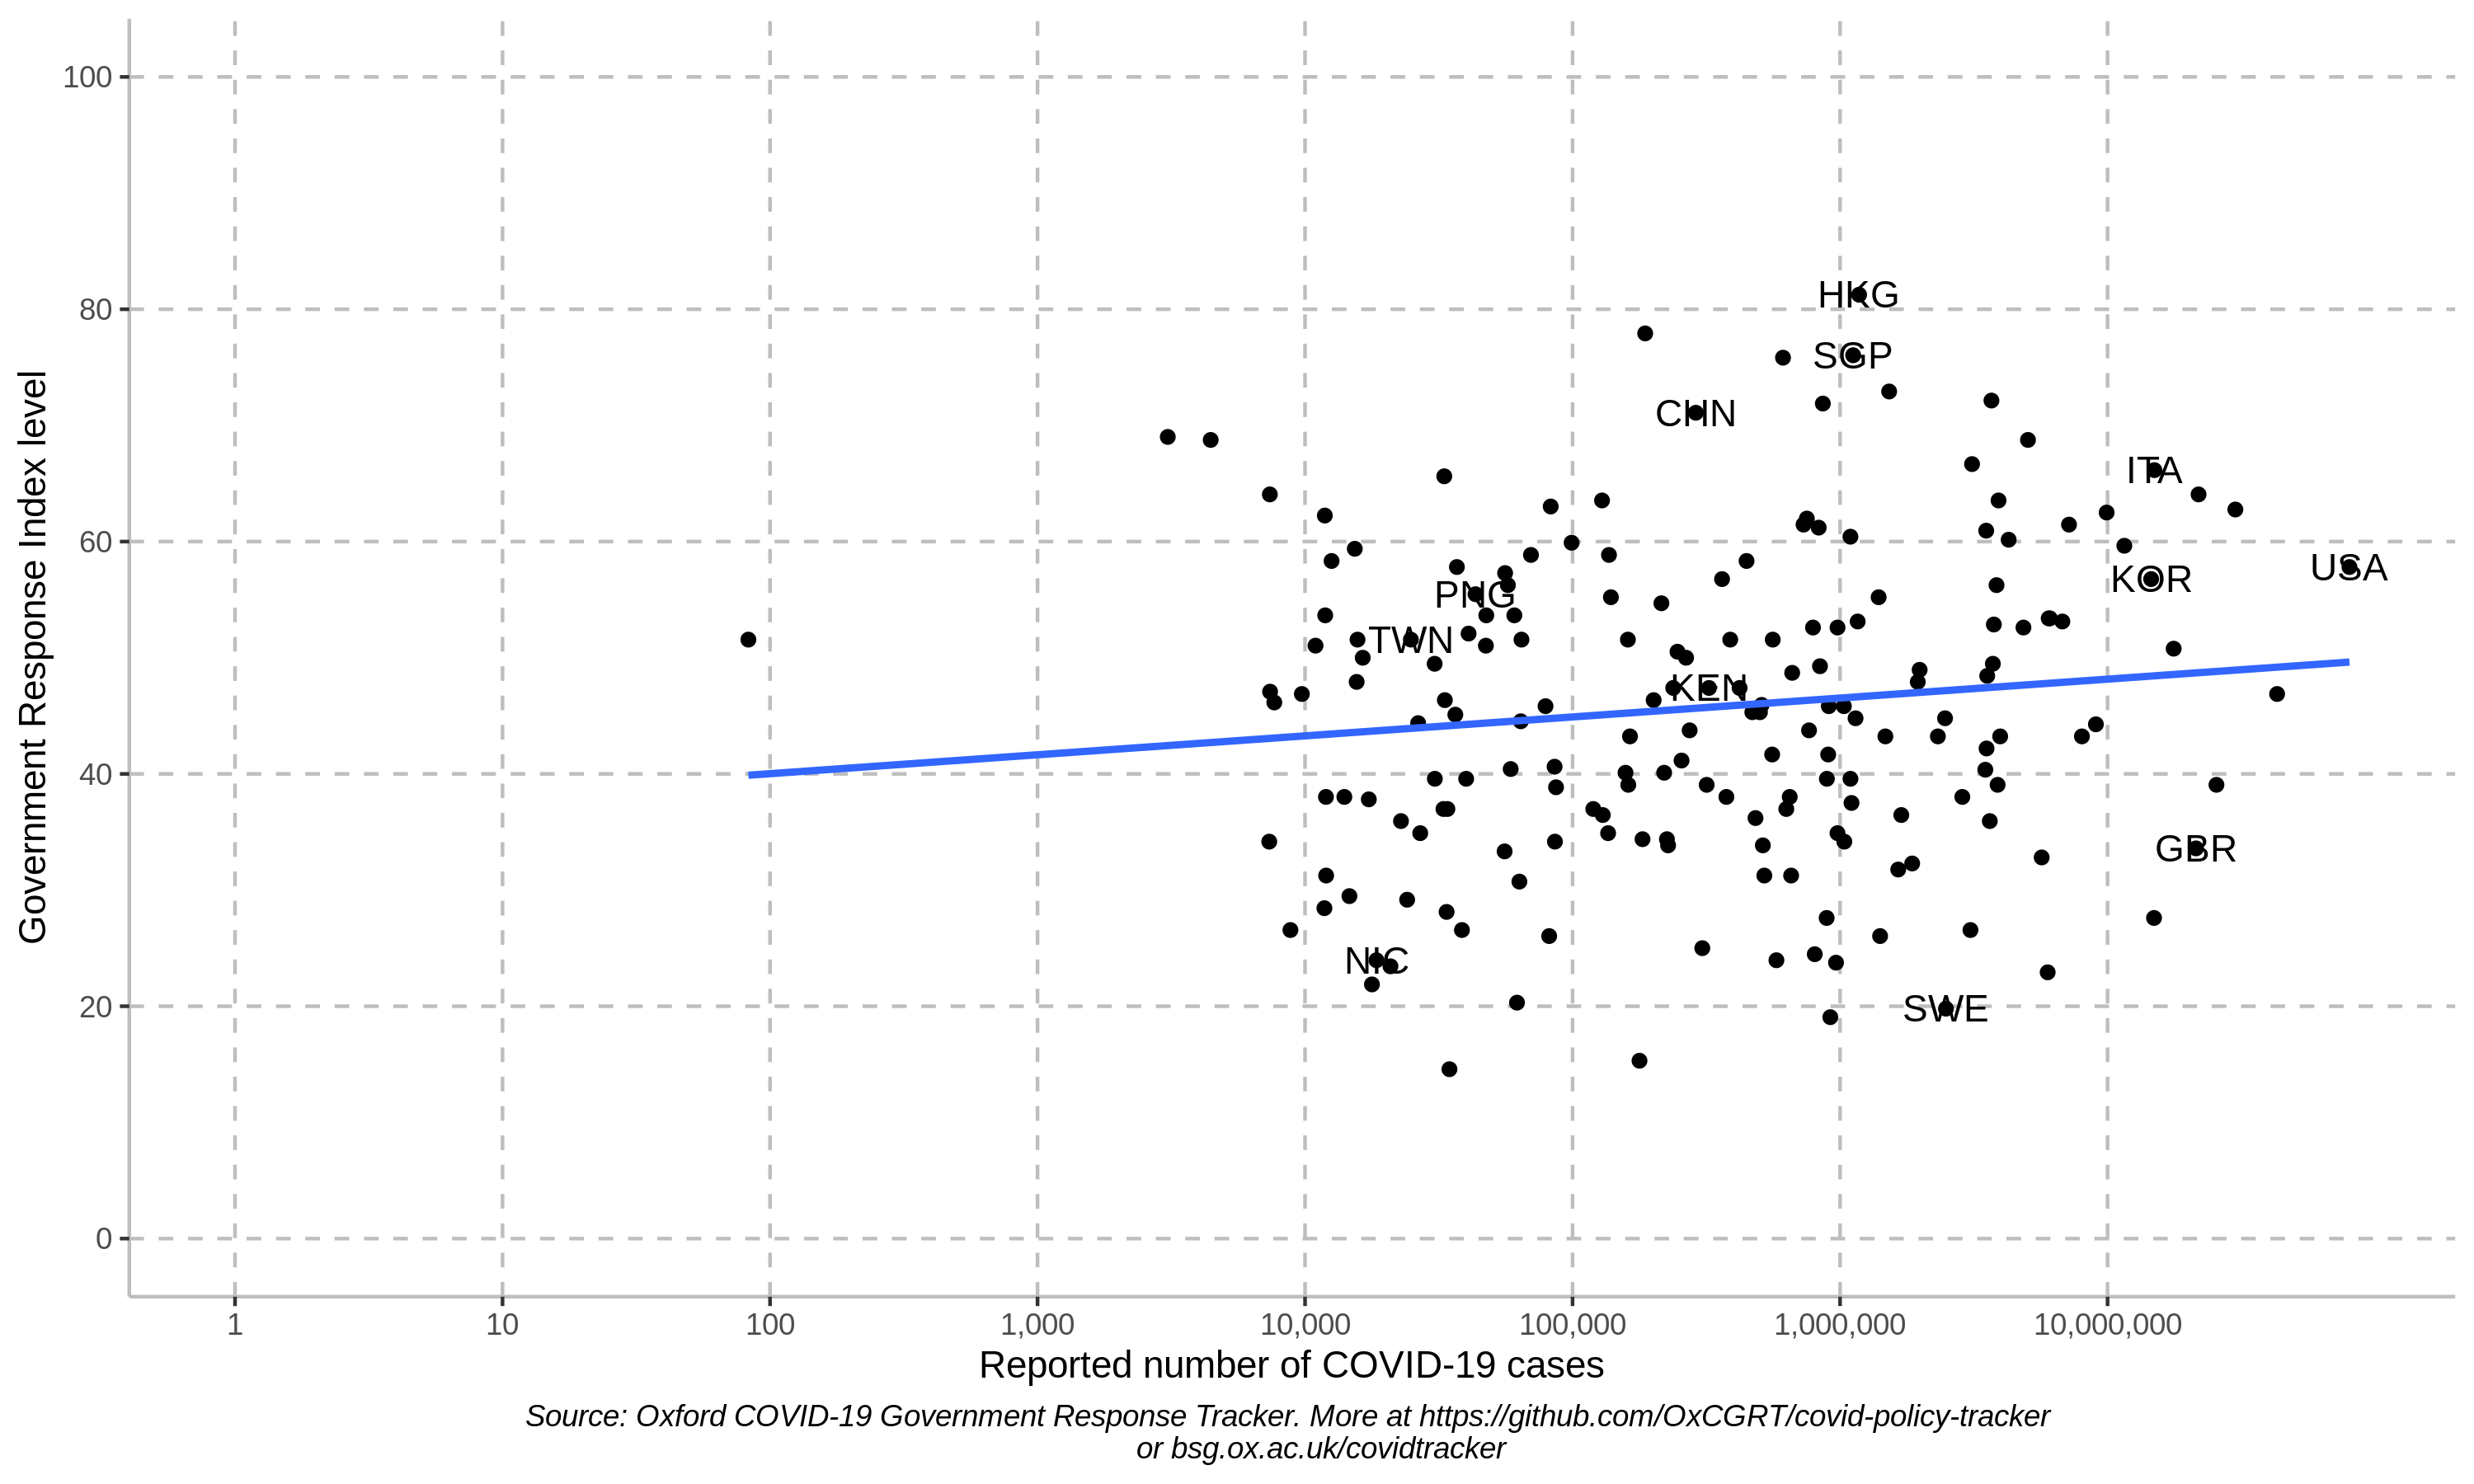 Government Response Index level
100
80
60
40
20
0
HKG
SGP
CHN
ITA
USA
KOR
PNG
TWN
KEN
GBR
NIC
SWE
1 10 100 1,000 10,000 100,000 1,000,000 10,000,000
Reported number of COVID-19 cases
Source: Oxford COVID-19 Government Response Tracker. More at https://github.com/OxCGRT/covid-policy-tracker
or bsg.ox.ac.uk/covidtracker